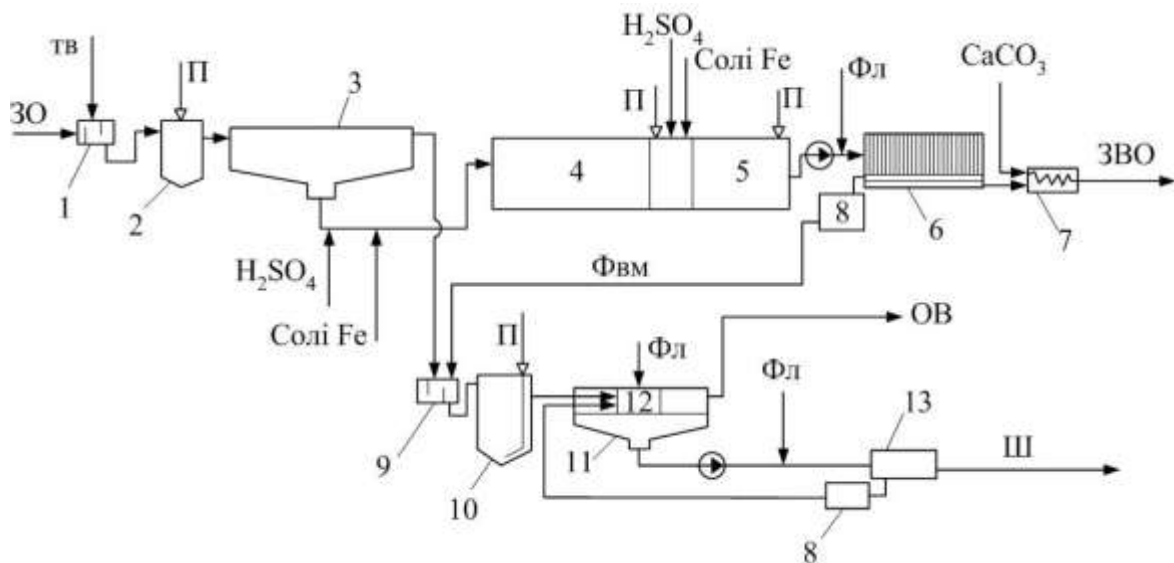 H₂SO₄
Солі Fe
тв
П
3
П
П
Фл
CaCO₃
ЗО
ЗВО
1
2
4
5
8
6
7
H₂SO₄
Солі Fe
Фвм
П
Фл
ОВ
Фл
12
13
Ш
9
10
11
8